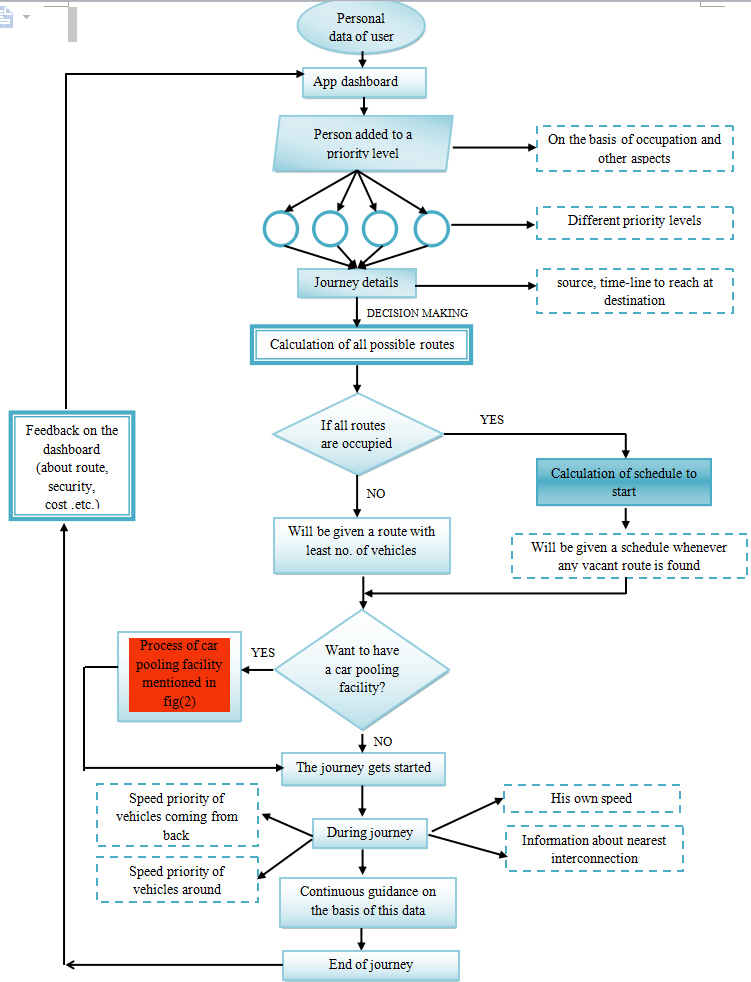 Personal
data of user
App dashboard
Person added to a
priority level
On the basis of occupation and
other aspects
Different priority levels
Journey details
source, time-line to reach at
destination
DECISION MAKING
Calculation of all possible routes
If all routes
are occupied
YES
Calculation of schedule to
start
NO
Will be given a route with
least no. of vehicles
Will be given a schedule whenever
any vacant route is found
Feedback on the
dashboard
(about route,
security,
cost .etc.)
Want to have
a car pooling
facility?
YES
Process of car
pooling facility
mentioned in
fig(2)
NO
The journey gets started
Speed priority of
vehicles coming from
back
Speed priority of
vehicles around
During journey
His own speed
Information about nearest
interconnection
Continuous guidance on
the basis of this data
End of journey